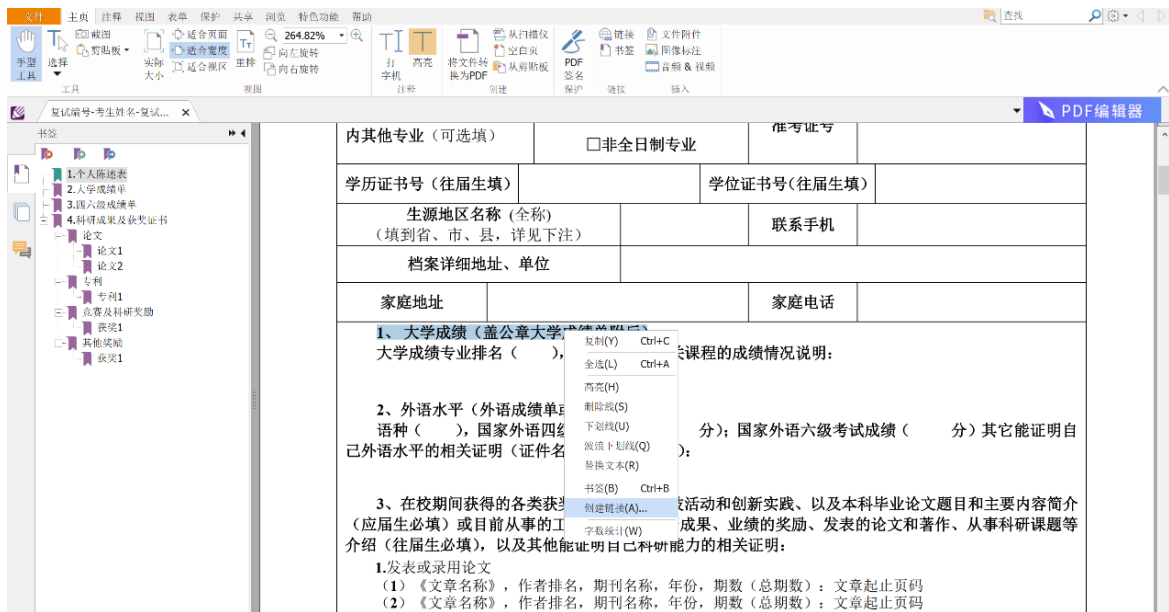 文件 主页 注释 视图 表单 保护 共享 浏览 特色功能 帮助 查找
手型工具
选择
截图
剪贴板
工具
实际大小
适合页面
适合宽度
适合视区
重排
264.82%
向左旋转
向右旋转
视图
打字机
高亮
注释
将文件转换为PDF
从扫描仪
空白页
从剪贴板
创建
PDF签名
保护
链接
书签
链接
文件附件
图像标注
音频 & 视频
插入
复试编号-考生姓名-复试...
PDF编辑器
书签
1.个人陈述表
2.大学成绩单
3.四六级成绩单
4.科研成果及获奖证书
论文
论文1
论文2
专利
专利1
竞赛及科研奖励
获奖1
其他奖励
获奖1
内其他专业（可选填）
□非全日制专业
准考证号
学历证书号（往届生填）
学位证书号(往届生填）
生源地区名称 (全称)
（填到省、市、县，详见下注）
联系手机
档案详细地址、单位
家庭地址
家庭电话
1、 大学成绩（盖公章大学成绩单附后）
大学成绩专业排名（ ），
关课程的成绩情况说明：
2、外语水平（外语成绩单
语种（ ），国家外语四级
分）；国家外语六级考试成绩（ 分）其它能证明自
己外语水平的相关证明（证件名
）：
3、在校期间获得的各类获奖
活动和创新实践、以及本科毕业论文题目和主要内容简介
（应届生必填）或目前从事的工
成果、业绩的奖励、发表的论文和著作、从事科研课题等
介绍（往届生必填），以及其他能证明自己科研能力的相关证明：
1.发表或录用论文
（1）《文章名称》，作者排名，期刊名称，年份，期数（总期数）：文章起止页码
（2）《文章名称》，作者排名，期刊名称，年份，期数（总期数）：文章起止页码
复制(Y) Ctrl+C
全选(L) Ctrl+A
高亮(H)
删除线(S)
下划线(U)
波浪下划线(Q)
替换文本(R)
书签(B) Ctrl+B
创建链接(A)...
字数统计(W)